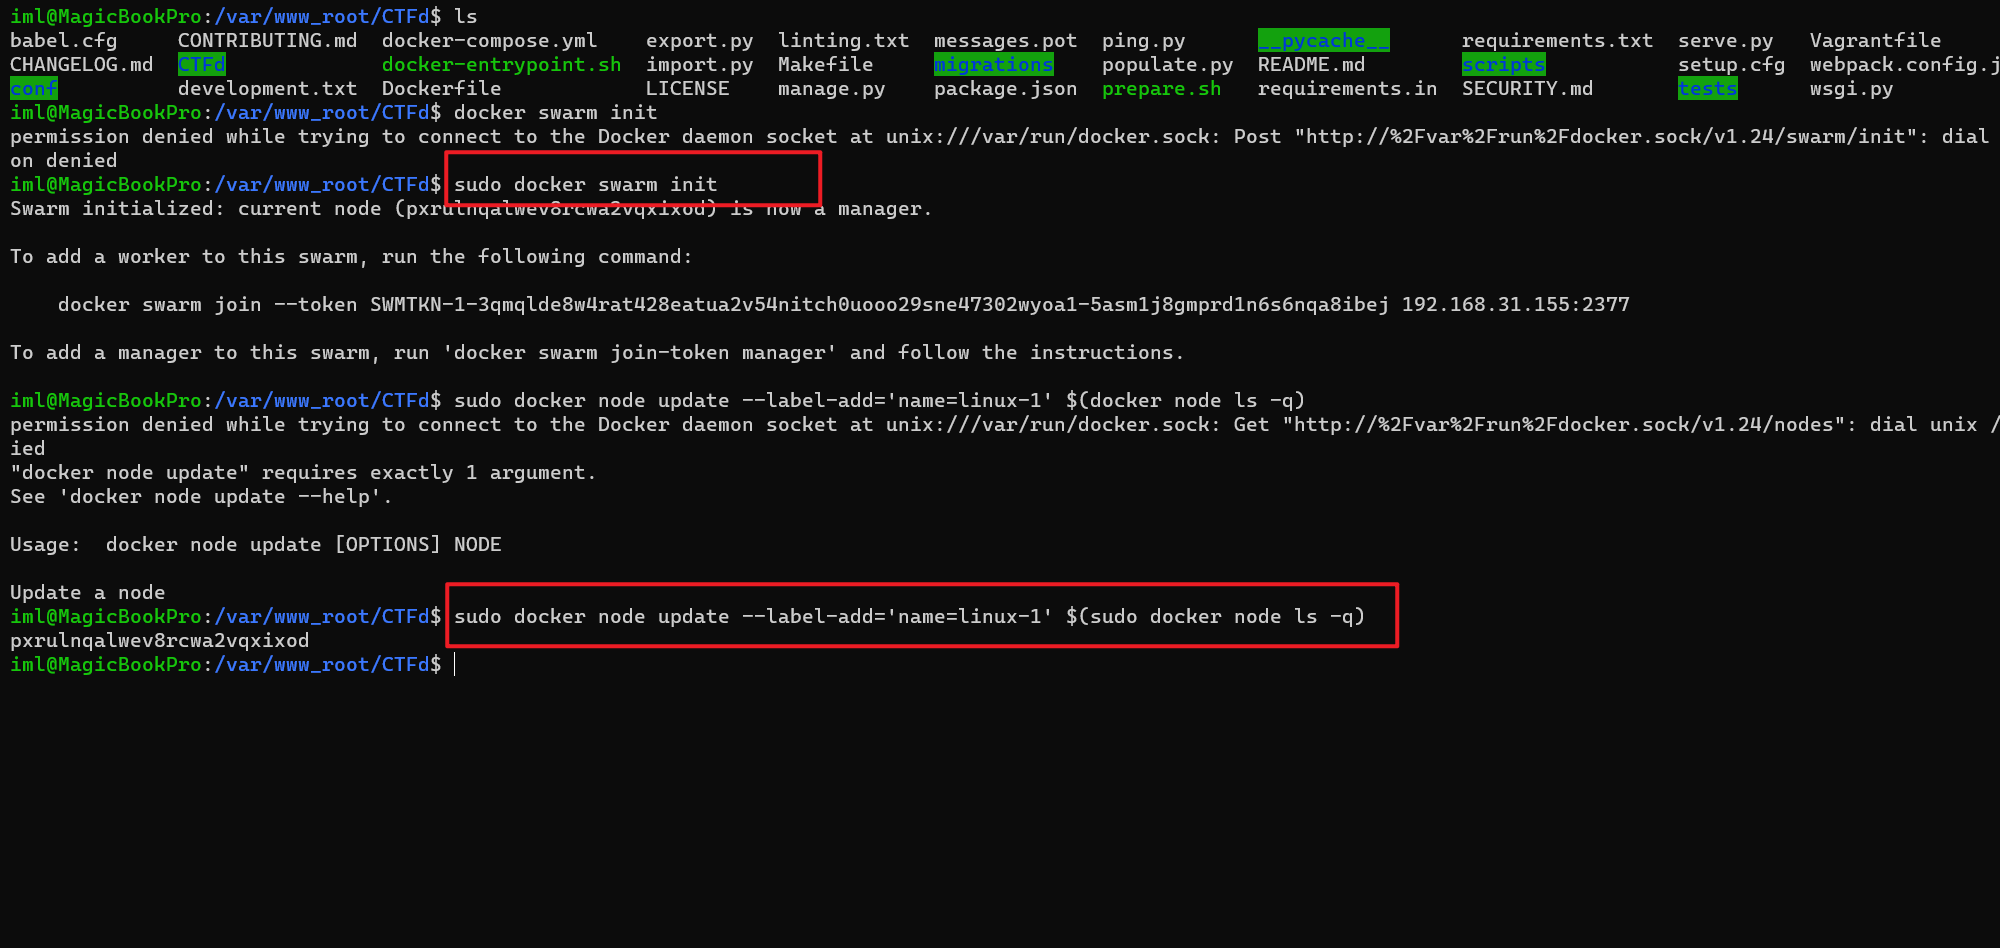 iml@MagicBookPro:/var/www_root/CTFd$ ls
babel.cfg     CONTRIBUTING.md  docker-compose.yml    export.py  linting.txt  messages.pot  ping.py      __pycache__      requirements.txt  serve.py   Vagrantfile
CHANGELOG.md  CTFd             docker-entrypoint.sh  import.py  Makefile     migrations    populate.py  README.md        scripts           setup.cfg  webpack.config.j
conf          development.txt  Dockerfile            LICENSE    manage.py    package.json  prepare.sh   requirements.in  SECURITY.md       tests      wsgi.py
iml@MagicBookPro:/var/www_root/CTFd$ docker swarm init
permission denied while trying to connect to the Docker daemon socket at unix:///var/run/docker.sock: Post "http://%2Fvar%2Frun%2Fdocker.sock/v1.24/swarm/init": dial
on denied
iml@MagicBookPro:/var/www_root/CTFd$ sudo docker swarm init
Swarm initialized: current node (pxrulnqalwev8rcwa2vqxixod) is now a manager.
To add a worker to this swarm, run the following command:
    docker swarm join --token SWMTKN-1-3qmqlde8w4rat428eatua2v54nitch0uooo29sne47302wyoa1-5asm1j8gmprd1n6s6nqa8ibej 192.168.31.155:2377
To add a manager to this swarm, run 'docker swarm join-token manager' and follow the instructions.
iml@MagicBookPro:/var/www_root/CTFd$ sudo docker node update --label-add='name=linux-1' $(docker node ls -q)
permission denied while trying to connect to the Docker daemon socket at unix:///var/run/docker.sock: Get "http://%2Fvar%2Frun%2Fdocker.sock/v1.24/nodes": dial unix /
ied
"docker node update" requires exactly 1 argument.
See 'docker node update --help'.
Usage:  docker node update [OPTIONS] NODE
Update a node
iml@MagicBookPro:/var/www_root/CTFd$ sudo docker node update --label-add='name=linux-1' $(sudo docker node ls -q)
pxrulnqalwev8rcwa2vqxixod
iml@MagicBookPro:/var/www_root/CTFd$